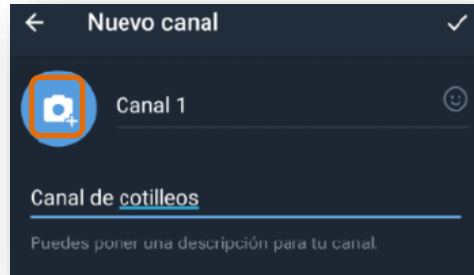 Nuevo canal
Canal 1
Canal de cotilleos
Puedes poner una descripción para tu canal.